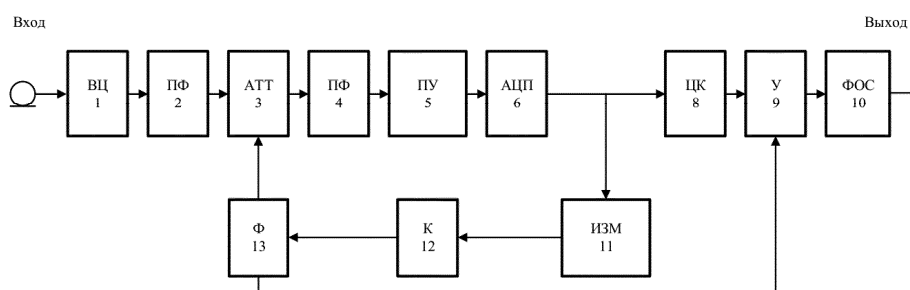 Вход
Выход
ВЦ
1
ПФ
2
АТТ
3
ПФ
4
ПУ
5
АЦП
6
ЦК
8
У
9
ФОС
10
Ф
13
К
12
ИЗМ
11